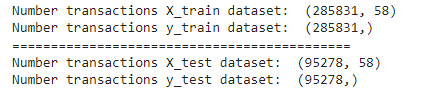 Number transactions X_train dataset:  (285831, 58)
Number transactions y_train dataset:  (285831,)
============================================
Number transactions X_test dataset:  (95278, 58)
Number transactions y_test dataset:  (95278,)